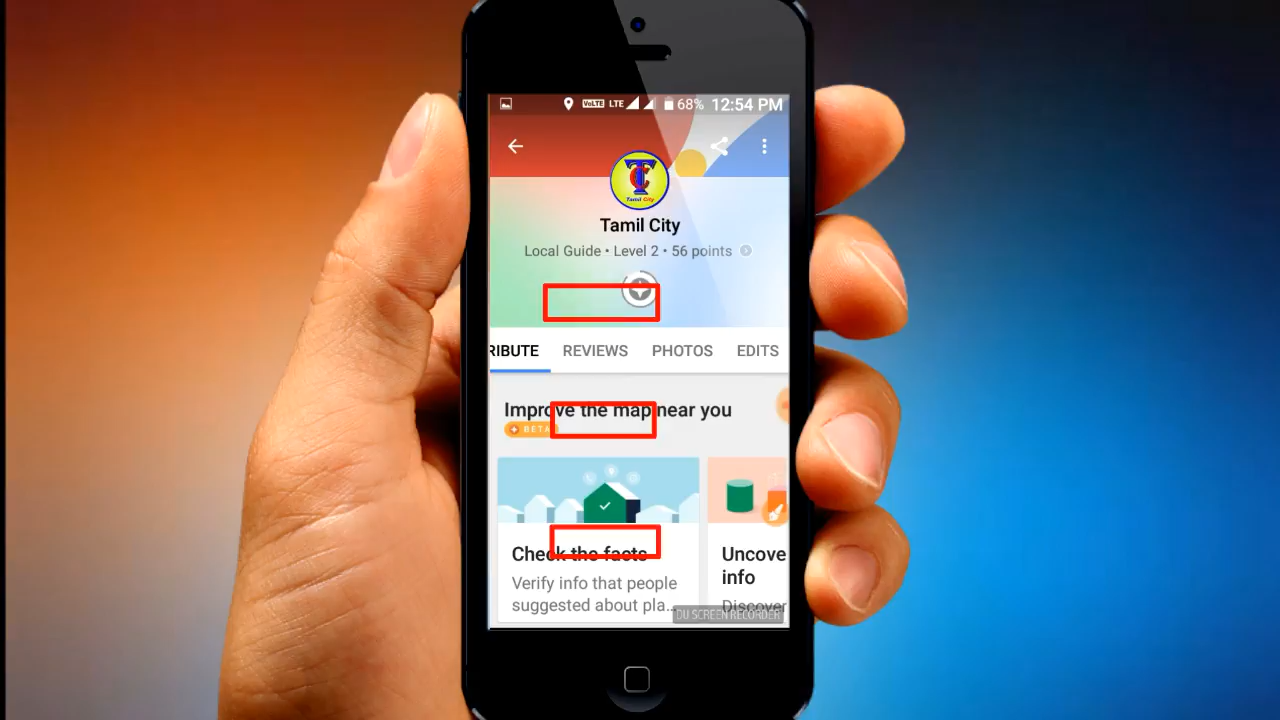 VoLTE LTE 68% 12:54 PM
TC
Tamil City
Tamil City
Local Guide • Level 2 • 56 points
RIBUTE REVIEWS PHOTOS EDITS
Improve the map near you
BETA
Check the facts
Verify info that people
suggested about pla...
Uncove
info
Discover
DU SCREEN RECORDER